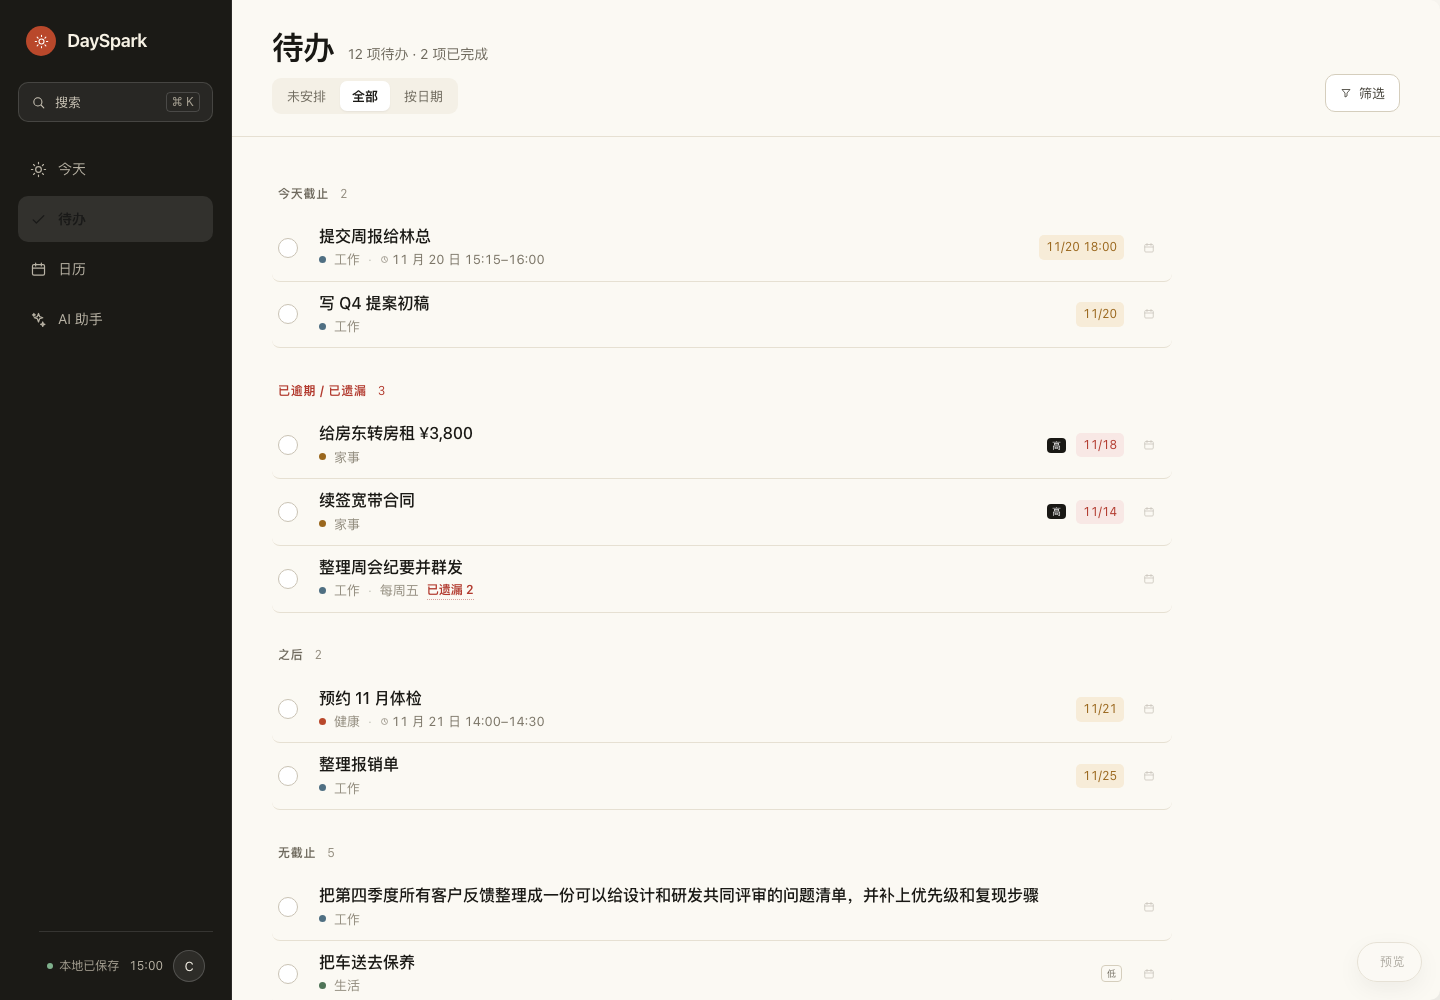 DaySpark
搜索 ⌘ K
今天
待办
日历
AI 助手
本地已保存 15:00 C
待办 12 项待办 · 2 项已完成
未安排 全部 按日期
筛选
今天截止 2
提交周报给林总
工作 · 11 月 20 日 15:15–16:00
11/20 18:00
写 Q4 提案初稿
工作
11/20
已逾期 / 已遗漏 3
给房东转房租 ¥3,800
家事
高 11/18
续签宽带合同
家事
高 11/14
整理周会纪要并群发
工作 · 每周五 已遗漏 2
之后 2
预约 11 月体检
健康 · 11 月 21 日 14:00–14:30
11/21
整理报销单
工作
11/25
无截止 5
把第四季度所有客户反馈整理成一份可以给设计和研发共同评审的问题清单，并补上优先级和复现步骤
工作
把车送去保养
生活
低
预览